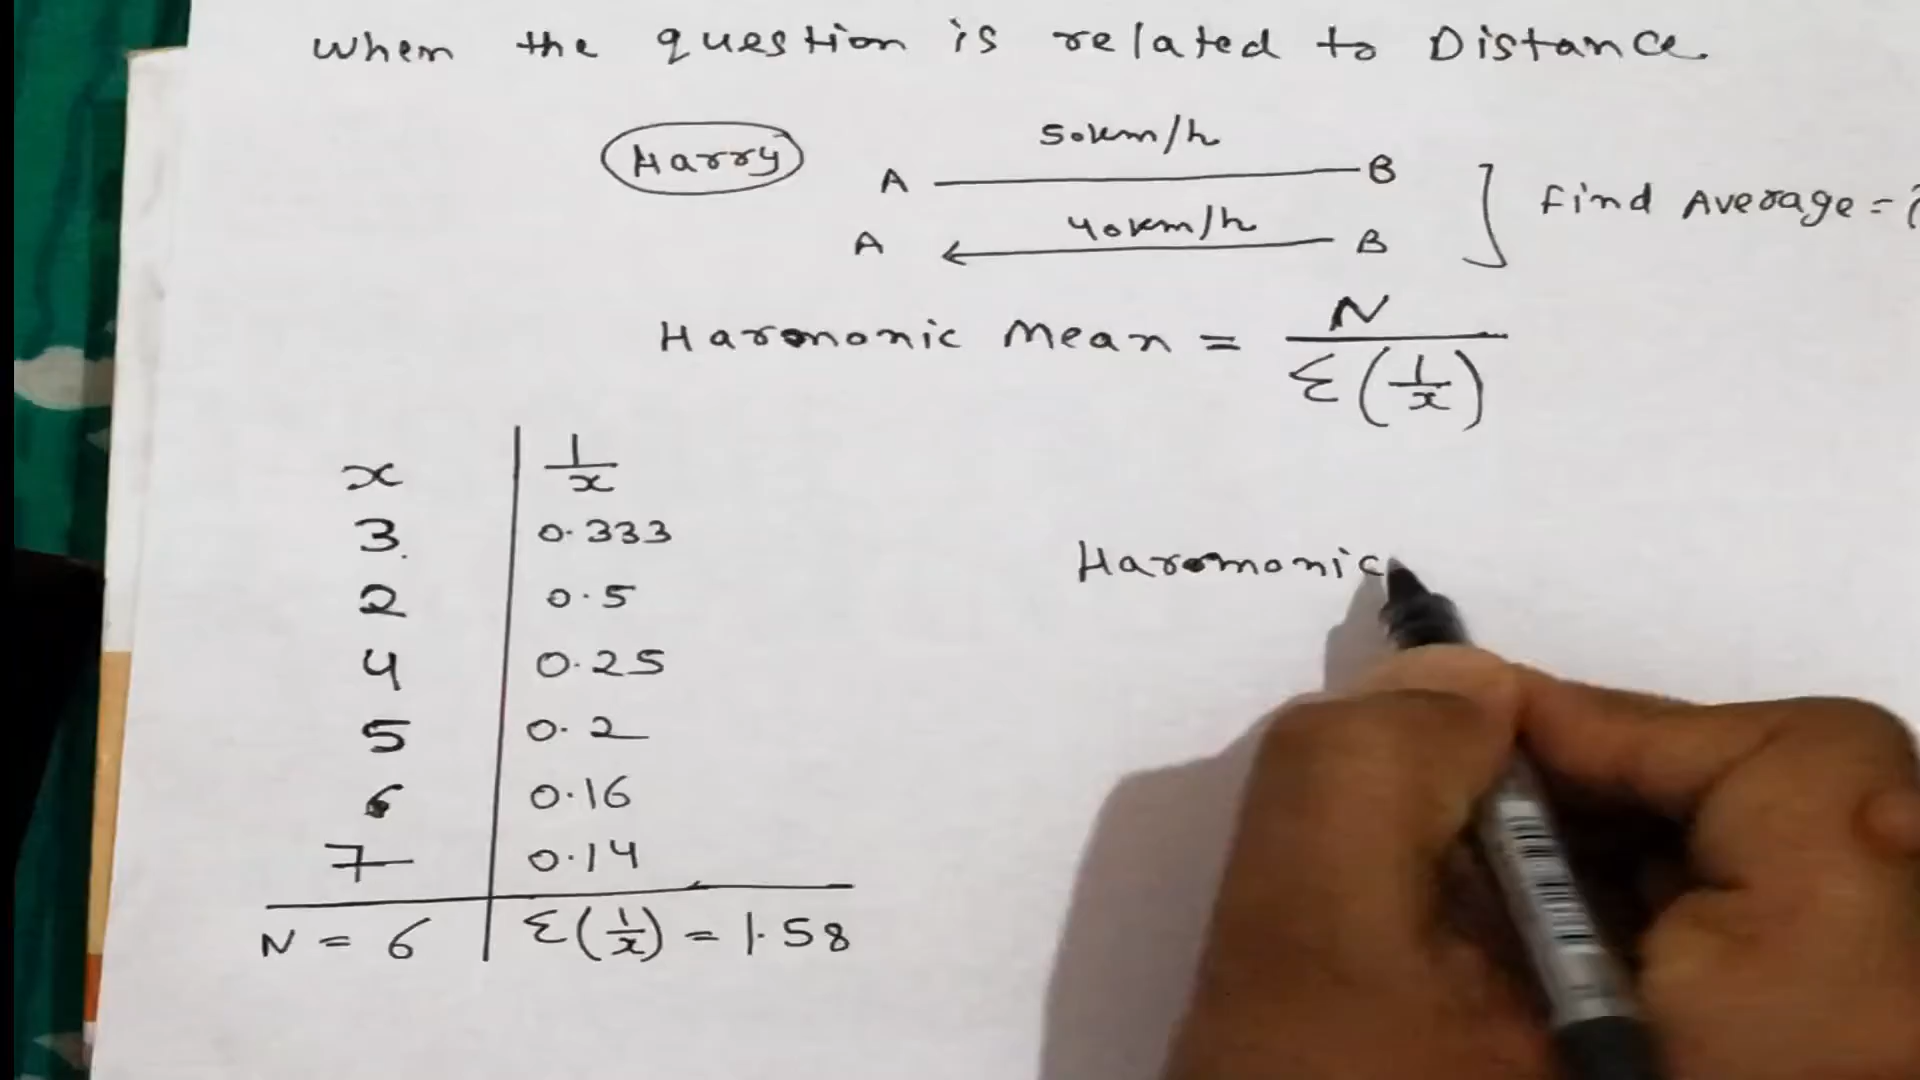 When the question is related to Distance
Harry
50km/h
A B
find Average = ?
40km/h
A B
Harmonic Mean = N / Σ(1/x)
x 1/x
3 0.333
2 0.5
4 0.25
5 0.2
6 0.16
7 0.14
N = 6 Σ(1/x) = 1.58
Harmonic